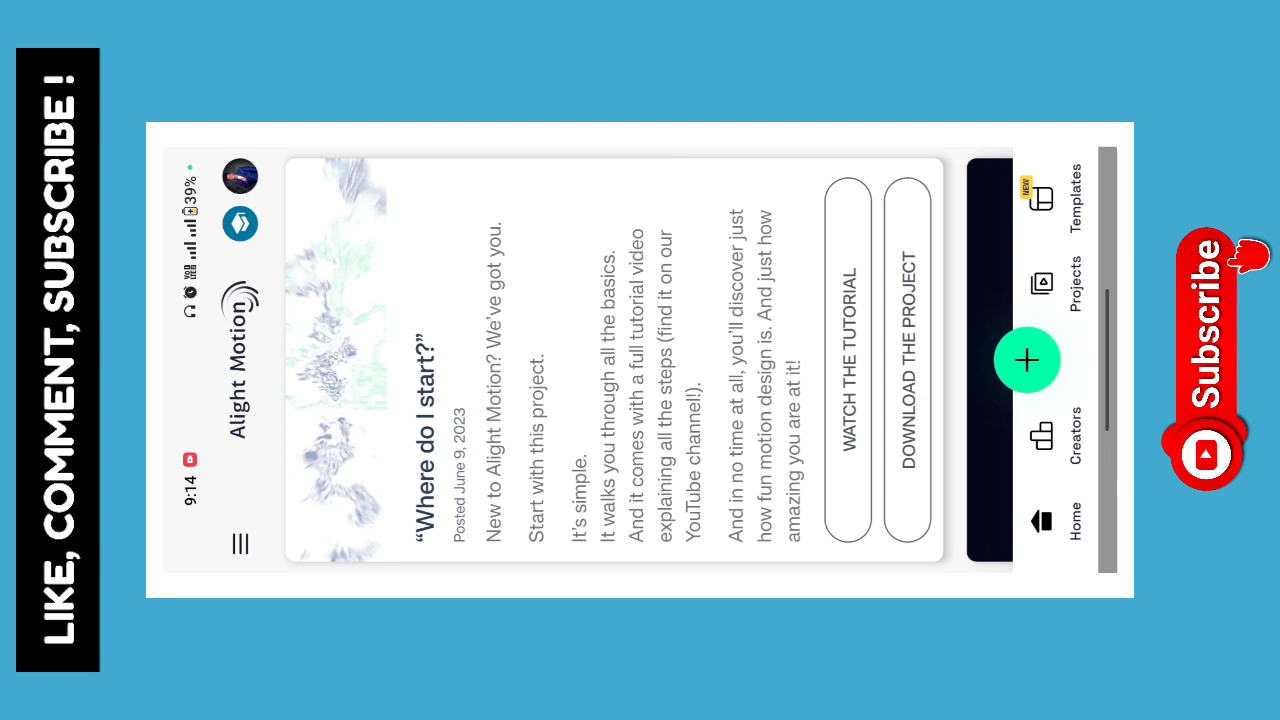 LIKE, COMMENT, SUBSCRIBE !
9:14
39%
Alight Motion
“Where do I start?”
Posted June 9, 2023
New to Alight Motion? We’ve got you.
Start with this project.
It’s simple.
It walks you through all the basics.
And it comes with a full tutorial video
explaining all the steps (find it on our
YouTube channel!).
And in no time at all, you’ll discover just
how fun motion design is. And just how
amazing you are at it!
WATCH THE TUTORIAL
DOWNLOAD THE PROJECT
NEW
Home
Creators
Projects
Templates
Subscribe